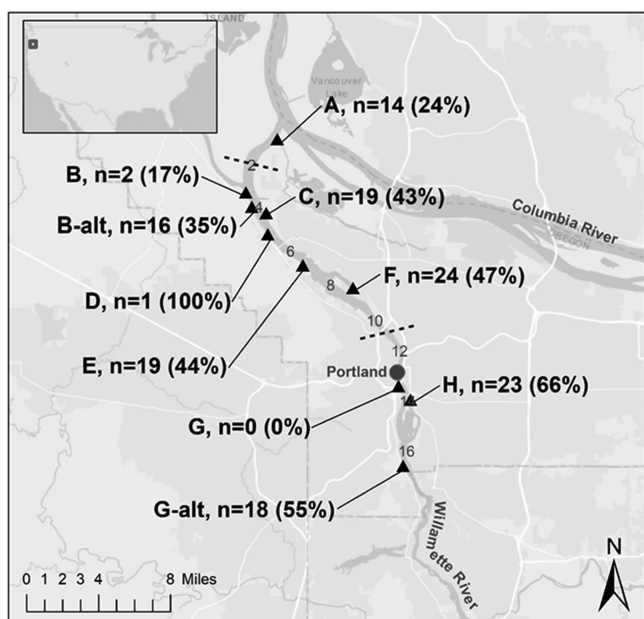 ISLAND
Vancouver
Lake
A, n=14 (24%)
2
B, n=2 (17%)
C, n=19 (43%)
4
B-alt, n=16 (35%)
Columbia River
OREGON
6
D, n=1 (100%)
8
F, n=24 (47%)
10
E, n=19 (44%)
12
Portland
H, n=23 (66%)
G, n=0 (0%)
16
G-alt, n=18 (55%)
Willamette River
N
0 1 2 4 8 Miles